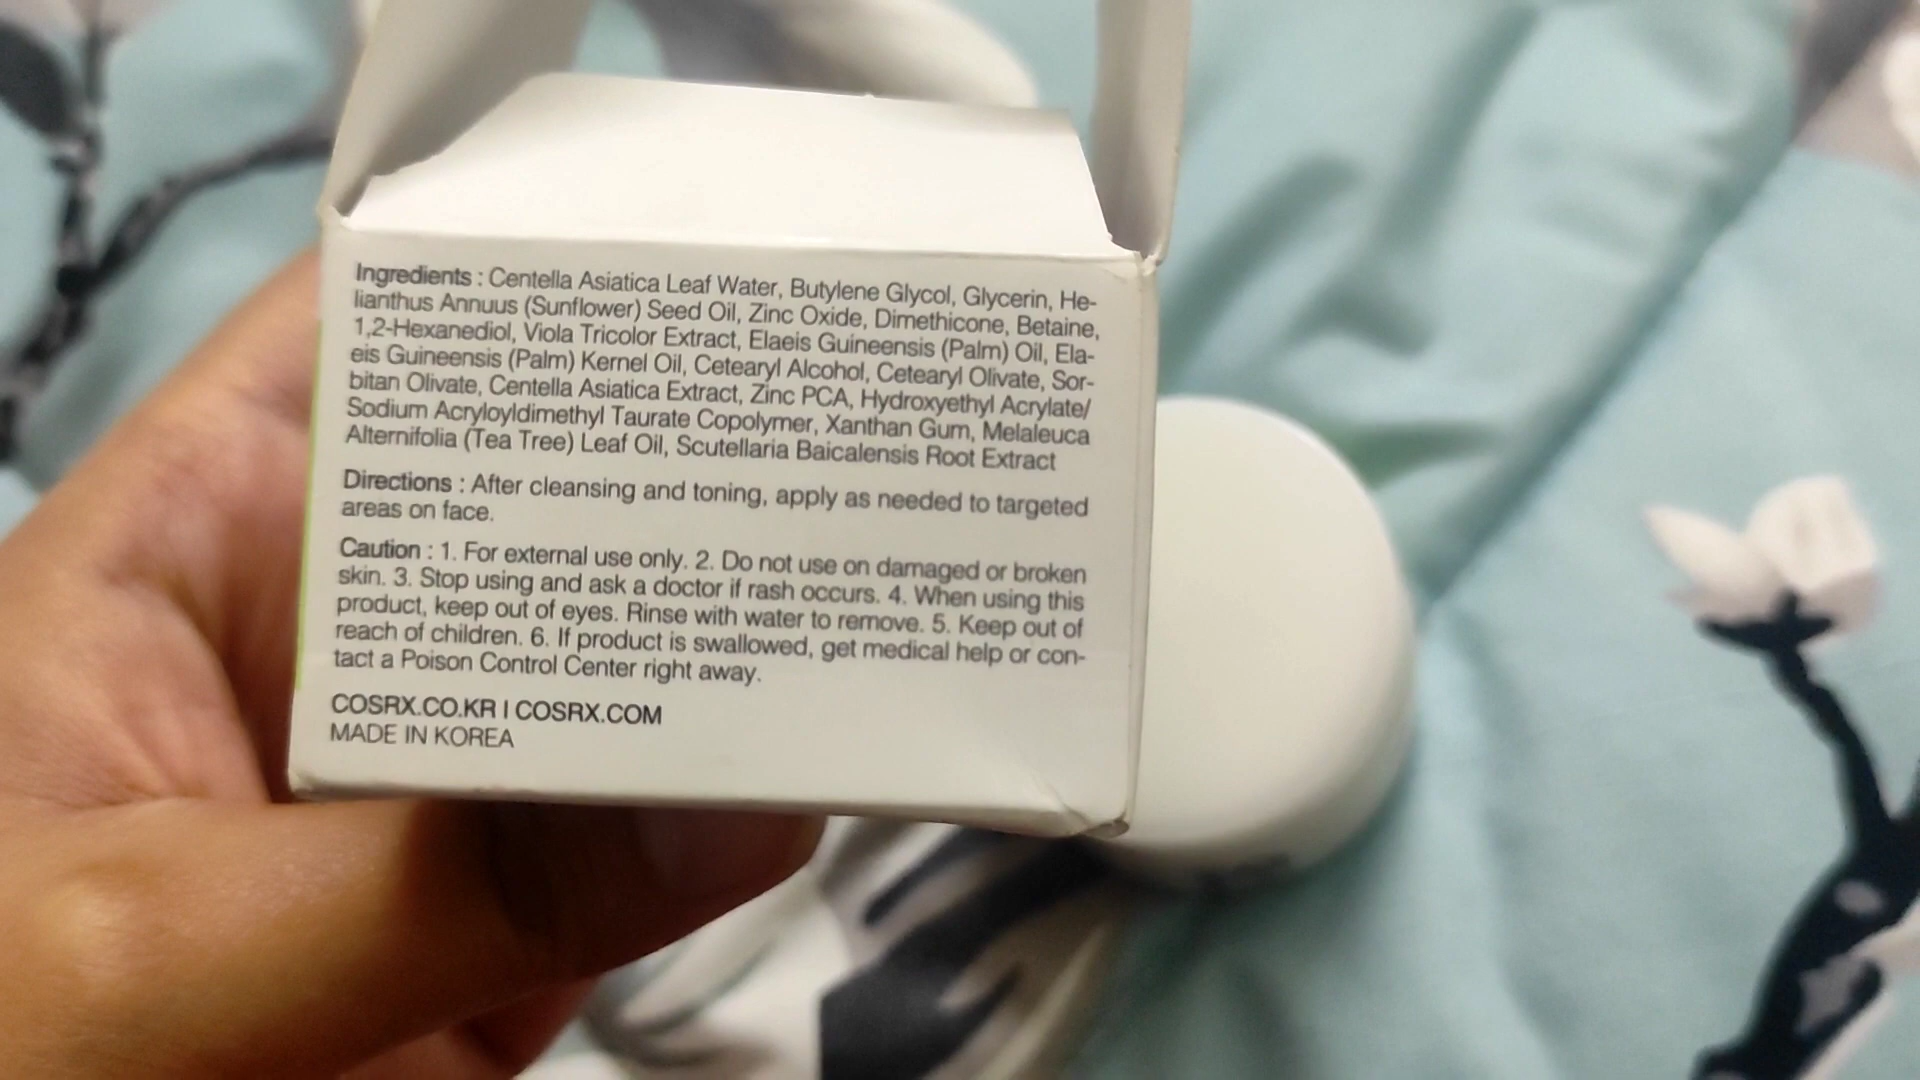 Ingredients : Centella Asiatica Leaf Water, Butylene Glycol, Glycerin, He-
lianthus Annuus (Sunflower) Seed Oil, Zinc Oxide, Dimethicone, Betaine,
1,2-Hexanediol, Viola Tricolor Extract, Elaeis Guineensis (Palm) Oil, Ela-
eis Guineensis (Palm) Kernel Oil, Cetearyl Alcohol, Cetearyl Olivate, Sor-
bitan Olivate, Centella Asiatica Extract, Zinc PCA, Hydroxyethyl Acrylate/
Sodium Acryloyldimethyl Taurate Copolymer, Xanthan Gum, Melaleuca
Alternifolia (Tea Tree) Leaf Oil, Scutellaria Baicalensis Root Extract
Directions : After cleansing and toning, apply as needed to targeted
areas on face.
Caution : 1. For external use only. 2. Do not use on damaged or broken
skin. 3. Stop using and ask a doctor if rash occurs. 4. When using this
product, keep out of eyes. Rinse with water to remove. 5. Keep out of
reach of children. 6. If product is swallowed, get medical help or con-
tact a Poison Control Center right away.
COSRX.CO.KR I COSRX.COM
MADE IN KOREA